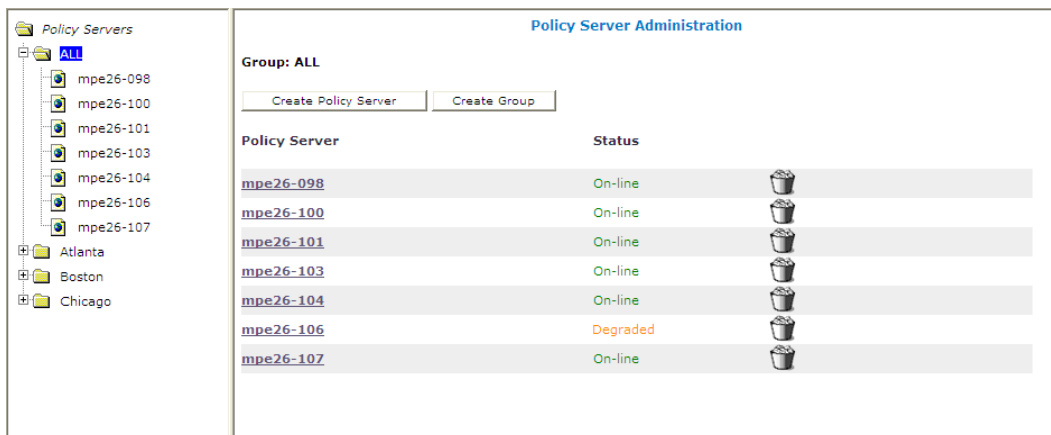 Policy Servers
ALL
mpe26-098
mpe26-100
mpe26-101
mpe26-103
mpe26-104
mpe26-106
mpe26-107
Atlanta
Boston
Chicago
Policy Server Administration
Group: ALL
Create Policy Server Create Group
Policy Server Status
mpe26-098 On-line
mpe26-100 On-line
mpe26-101 On-line
mpe26-103 On-line
mpe26-104 On-line
mpe26-106 Degraded
mpe26-107 On-line